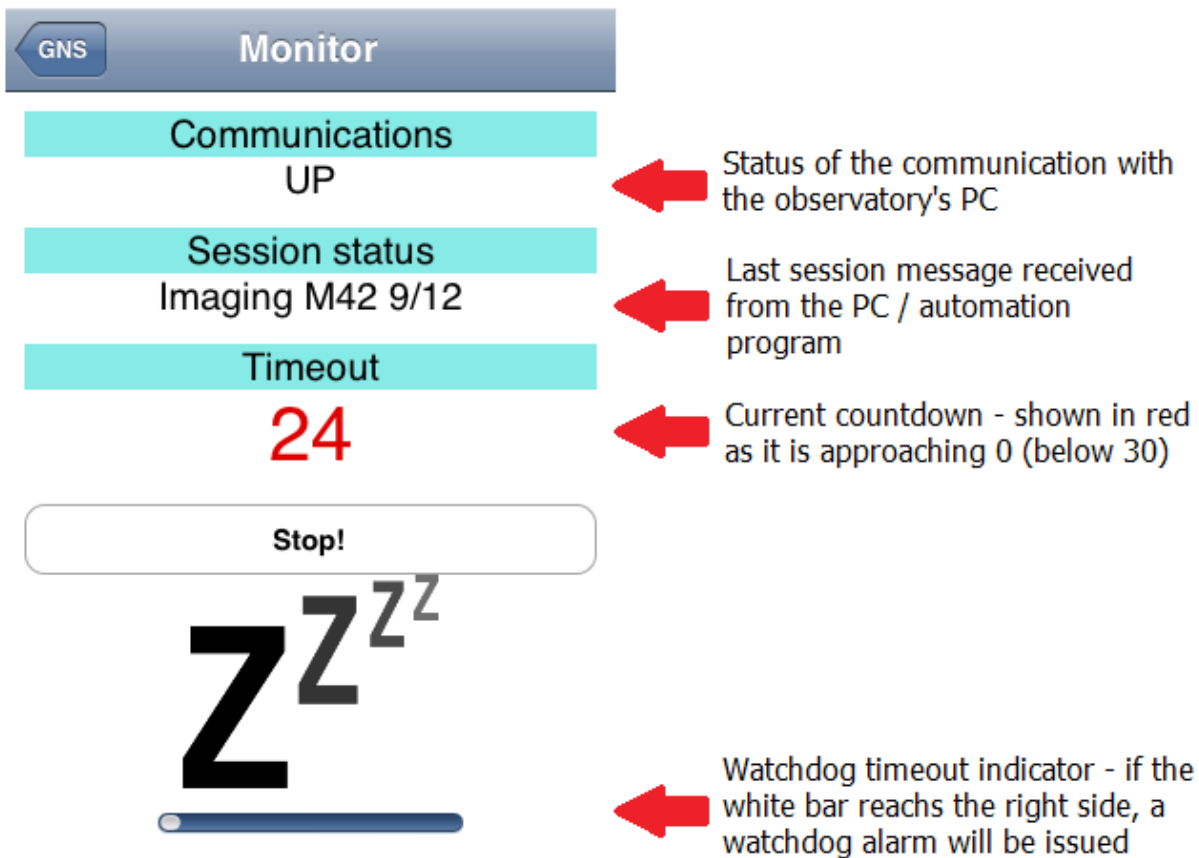 GNS
Monitor
Communications
UP
Status of the communication with
the observatory's PC
Session status
Imaging M42 9/12
Last session message received
from the PC / automation
program
Timeout
24
Current countdown - shown in red
as it is approaching 0 (below 30)
Stop!
Z Z Z Z
Watchdog timeout indicator - if the
white bar reachs the right side, a
watchdog alarm will be issued